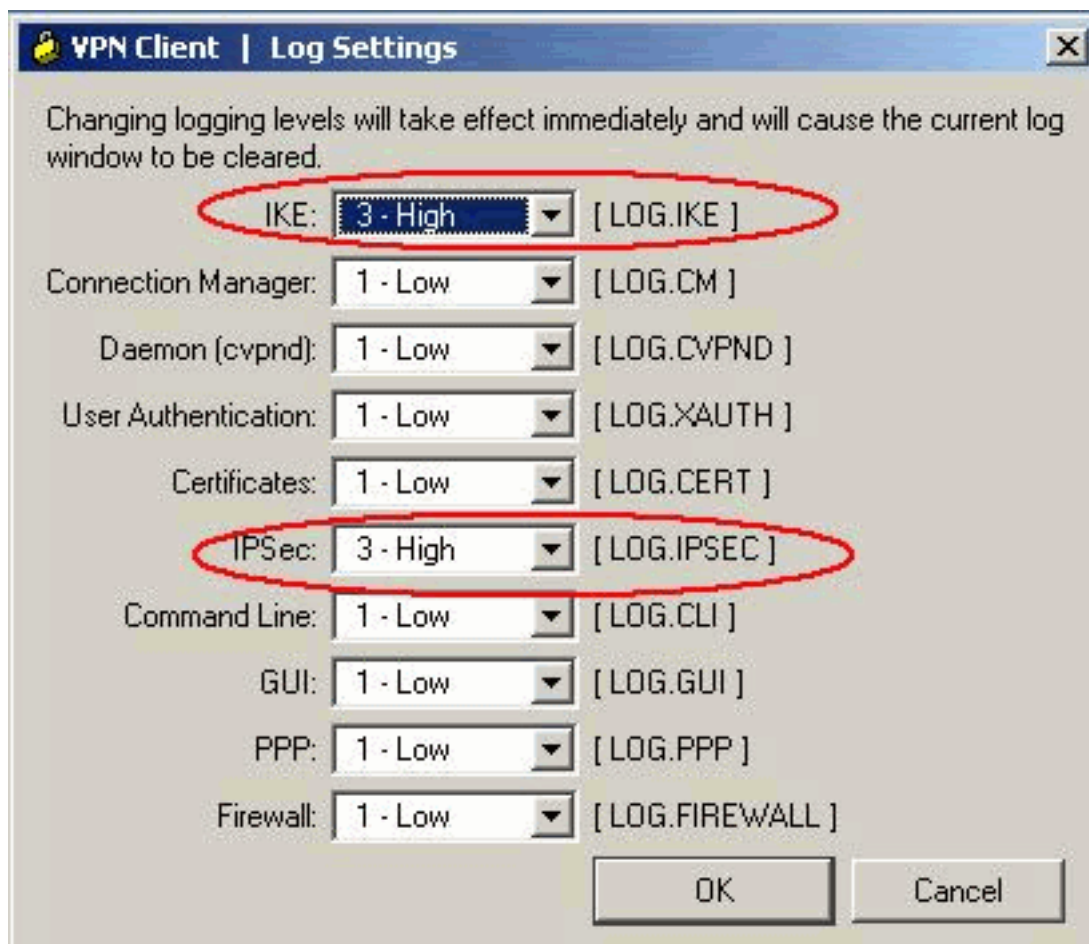 VPN Client | Log Settings
Changing logging levels will take effect immediately and will cause the current log
window to be cleared.
IKE: 3 - High [ LOG.IKE ]
Connection Manager: 1 - Low [ LOG.CM ]
Daemon (cvpnd): 1 - Low [ LOG.CVPND ]
User Authentication: 1 - Low [ LOG.XAUTH ]
Certificates: 1 - Low [ LOG.CERT ]
IPSec: 3 - High [ LOG.IPSEC ]
Command Line: 1 - Low [ LOG.CLI ]
GUI: 1 - Low [ LOG.GUI ]
PPP: 1 - Low [ LOG.PPP ]
Firewall: 1 - Low [ LOG.FIREWALL ]
OK Cancel